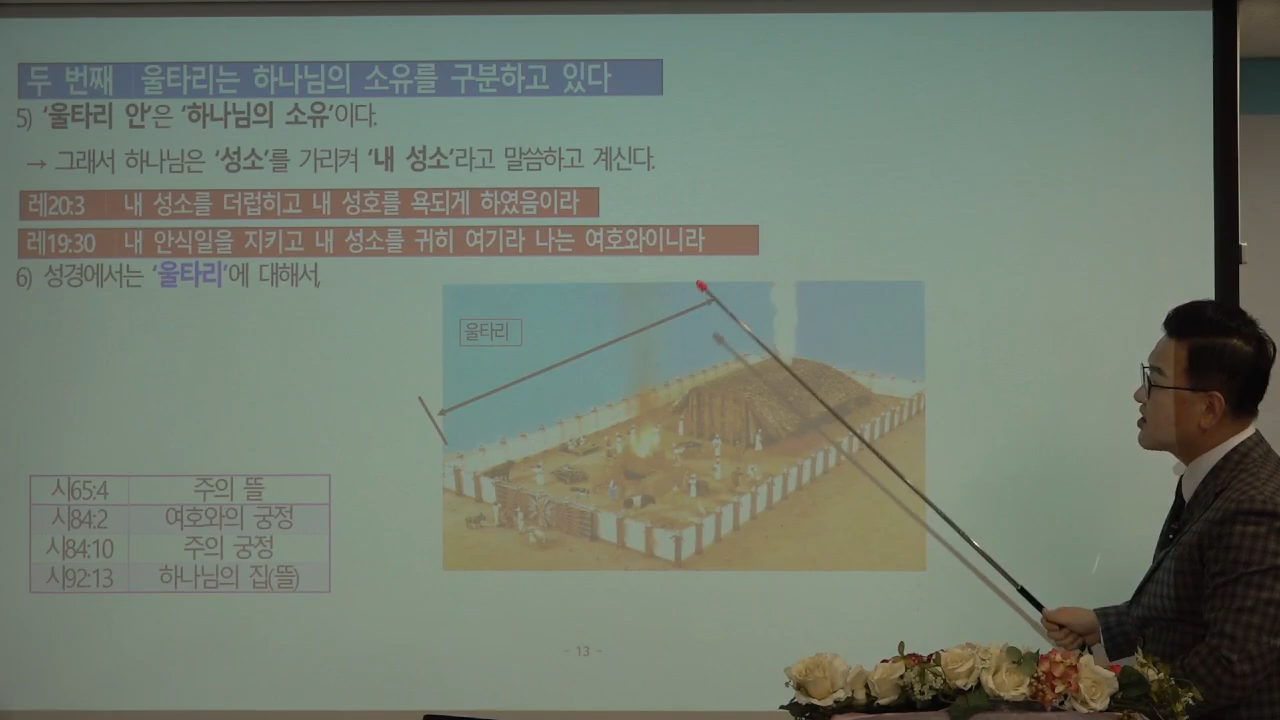 두 번째 울타리는 하나님의 소유를 구분하고 있다
5) '울타리 안'은 '하나님의 소유'이다.
→ 그래서 하나님은 '성소'를 가리켜 '내 성소'라고 말씀하고 계신다.
레20:3 내 성소를 더럽히고 내 성호를 욕되게 하였음이라
레19:30 내 안식일을 지키고 내 성소를 귀히 여기라 나는 여호와이니라
6) 성경에서는 '울타리'에 대해서,
울타리
시65:4 주의 뜰
시84:2 여호와의 궁정
시84:10 주의 궁정
시92:13 하나님의 집(뜰)
- 13 -